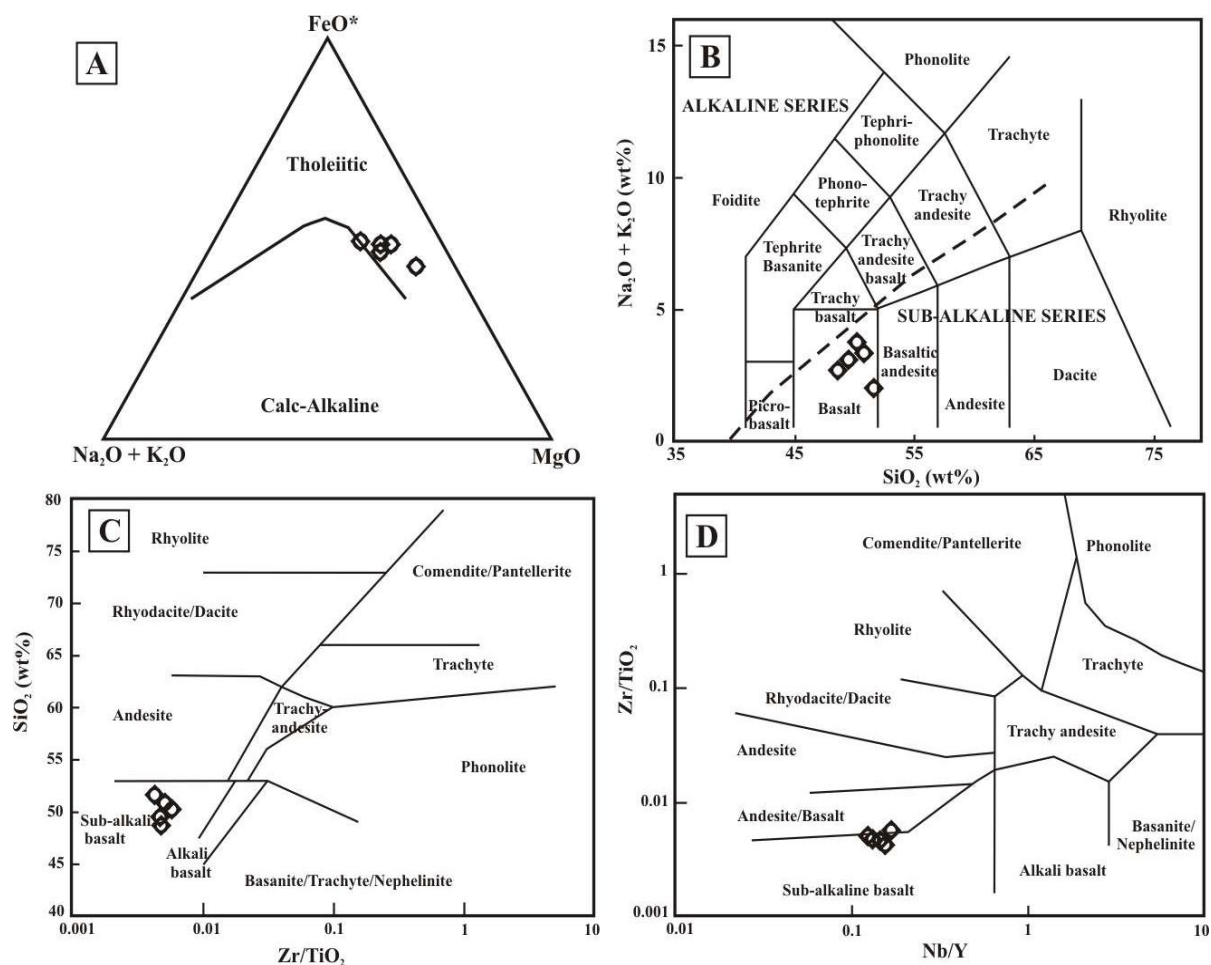 A
FeO*
Tholeiitic
Calc-Alkaline
Na₂O + K₂O
MgO
B
Na₂O + K₂O (wt%)
15
10
5
0
ALKALINE SERIES
Phonolite
Tephri-
phonolite
Trachyte
Foidite
Phono-
tephrite
Trachy
andesite
Rhyolite
Tephrite
Basanite
Trachy
andesite
basalt
Trachy
basalt
SUB-ALKALINE SERIES
Basaltic
andesite
Picro-
basalt
Basalt
Andesite
Dacite
35
45
55
65
75
SiO₂ (wt%)
C
SiO₂ (wt%)
80
75
70
65
60
55
50
45
40
Rhyolite
Comendite/Pantellerite
Rhyodacite/Dacite
Trachyte
Andesite
Trachy-
andesite
Phonolite
Sub-alkali
basalt
Alkali
basalt
Basanite/Trachyte/Nephelinite
0.001
0.01
0.1
1
10
Zr/TiO₂
D
Zr/TiO₂
1
0.1
0.01
0.001
Comendite/Pantellerite
Phonolite
Rhyolite
Trachyte
Rhyodacite/Dacite
Trachy andesite
Andesite
Andesite/Basalt
Basanite/
Nephelinite
Alkali basalt
Sub-alkaline basalt
0.01
0.1
1
10
Nb/Y